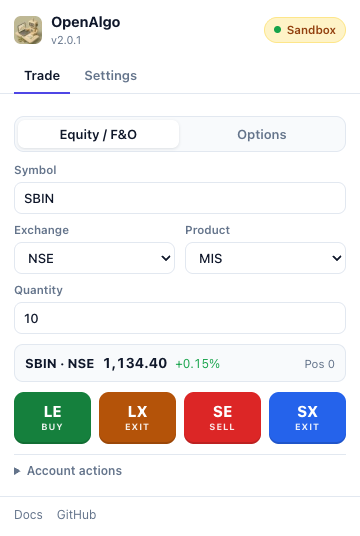 OpenAlgo
v2.0.1
Sandbox
Trade Settings
Equity / F&O Options
Symbol
SBIN
Exchange Product
NSE MIS
Quantity
10
SBIN · NSE 1,134.40 +0.15% Pos 0
LE LX SE SX
BUY EXIT SELL EXIT
Account actions
Docs GitHub